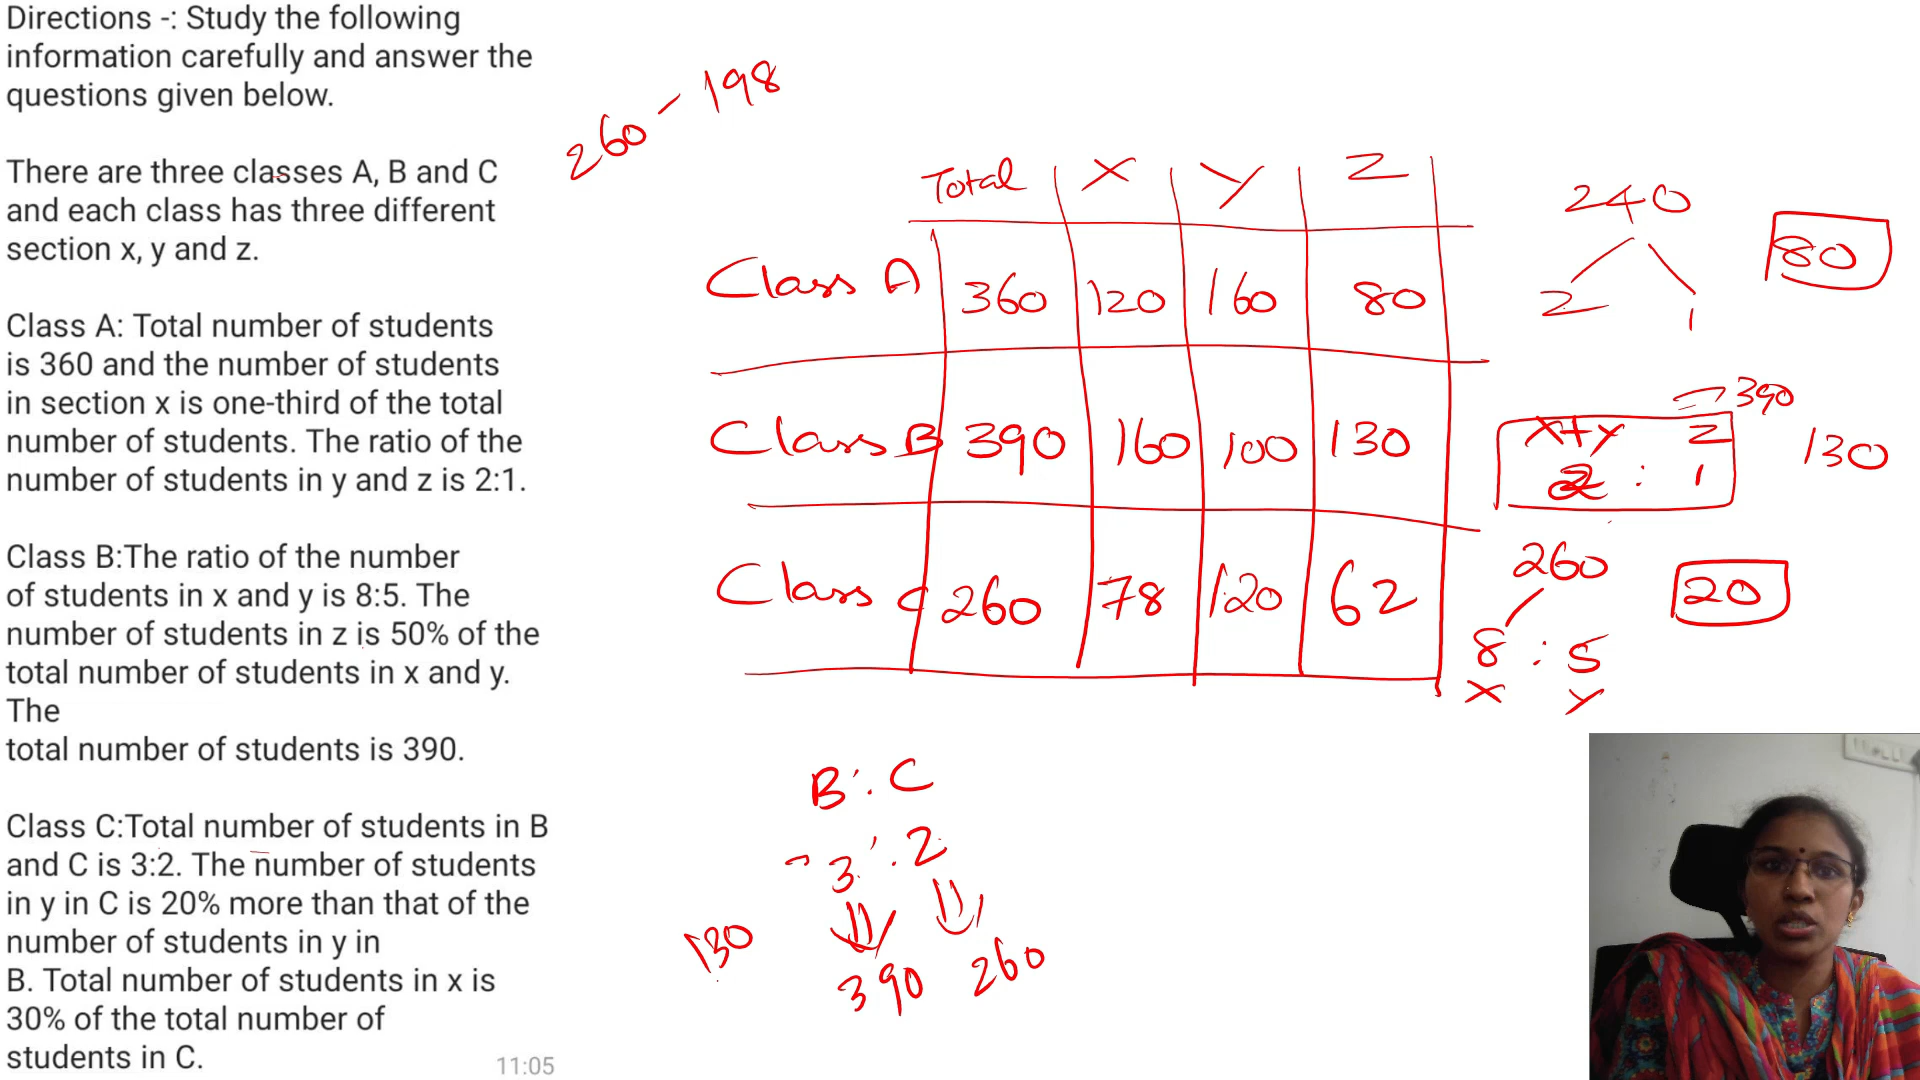 Directions -: Study the following
information carefully and answer the
questions given below.
There are three classes A, B and C
and each class has three different
section x, y and z.
Class A: Total number of students
is 360 and the number of students
in section x is one-third of the total
number of students. The ratio of the
number of students in y and z is 2:1.
Class B:The ratio of the number
of students in x and y is 8:5. The
number of students in z is 50% of the
total number of students in x and y.
The
total number of students is 390.
Class C:Total number of students in B
and C is 3:2. The number of students
in y in C is 20% more than that of the
number of students in y in
B. Total number of students in x is
30% of the total number of
students in C.
11:05
260 - 198
Total X Y Z
Class A 360 120 160 80
Class B 390 160 100 130
Class C 260 78 120 62
240
2 1
80
390
x+y z
2 : 1
130
260
8 : 5
x y
20
B : C
3 : 2
130
390 260